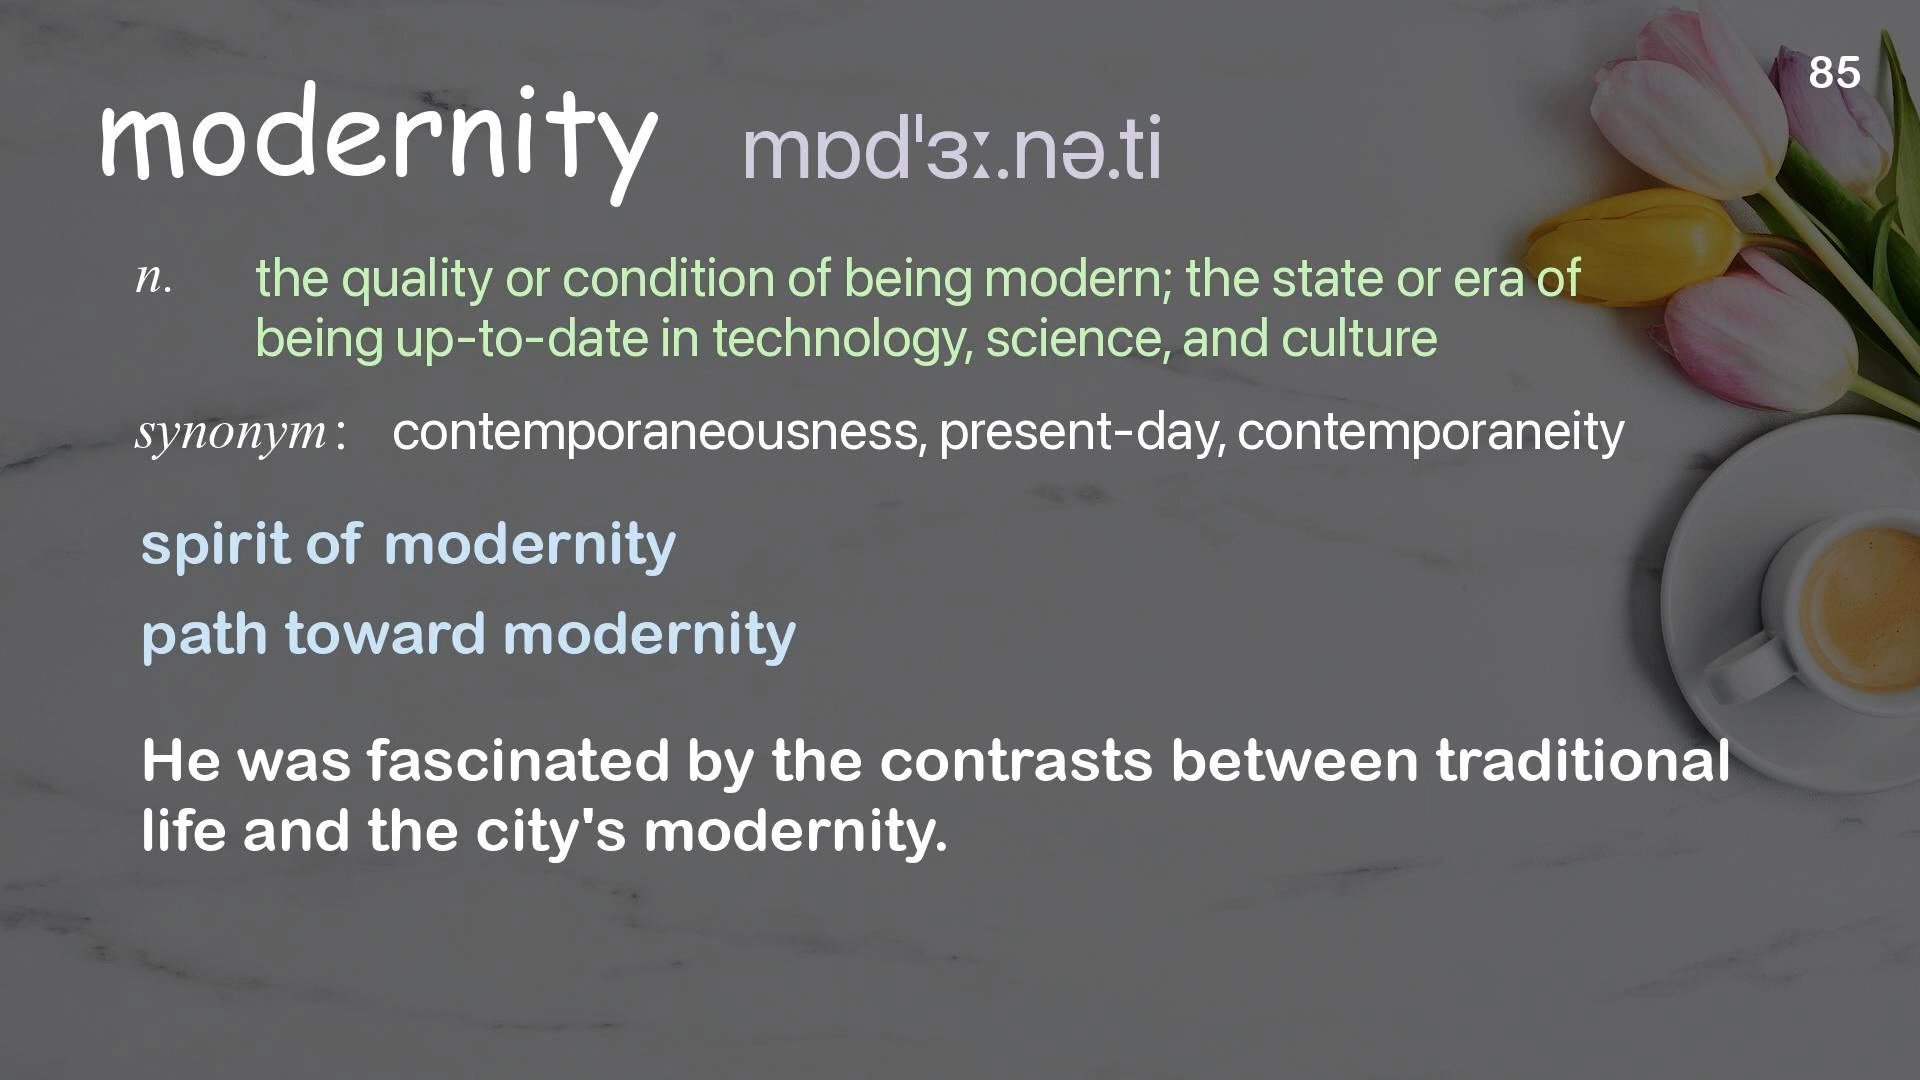 85
modernity mɒdˈɜː.nə.ti
n. the quality or condition of being modern; the state or era of
being up-to-date in technology, science, and culture
synonym: contemporaneousness, present-day, contemporaneity
spirit of modernity
path toward modernity
He was fascinated by the contrasts between traditional
life and the city's modernity.